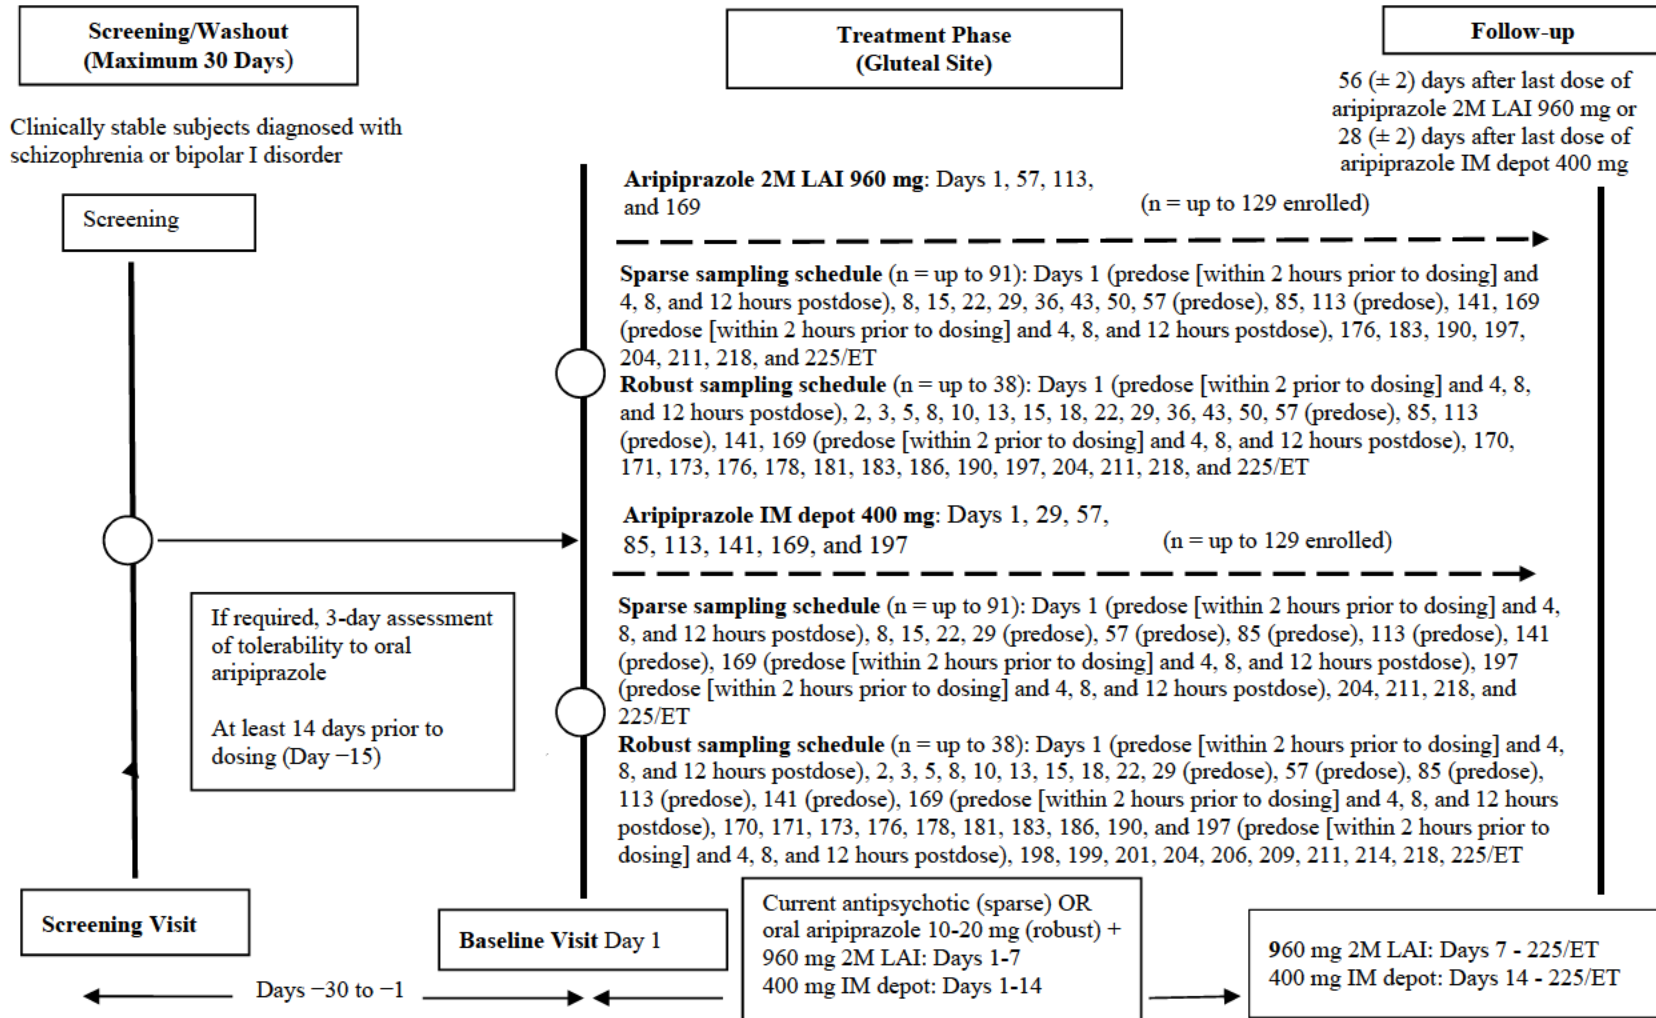 Screening/Washout
(Maximum 30 Days)
Treatment Phase
(Gluteal Site)
Follow-up
56 (± 2) days after last dose of
aripiprazole 2M LAI 960 mg or
28 (± 2) days after last dose of
aripiprazole IM depot 400 mg
Clinically stable subjects diagnosed with
schizophrenia or bipolar I disorder
Screening
Aripiprazole 2M LAI 960 mg: Days 1, 57, 113,
and 169
(n = up to 129 enrolled)
Sparse sampling schedule (n = up to 91): Days 1 (predose [within 2 hours prior to dosing] and
4, 8, and 12 hours postdose), 8, 15, 22, 29, 36, 43, 50, 57 (predose), 85, 113 (predose), 141, 169
(predose [within 2 hours prior to dosing] and 4, 8, and 12 hours postdose), 176, 183, 190, 197,
204, 211, 218, and 225/ET
Robust sampling schedule (n = up to 38): Days 1 (predose [within 2 prior to dosing] and 4, 8,
and 12 hours postdose), 2, 3, 5, 8, 10, 13, 15, 18, 22, 29, 36, 43, 50, 57 (predose), 85, 113
(predose), 141, 169 (predose [within 2 prior to dosing] and 4, 8, and 12 hours postdose), 170,
171, 173, 176, 178, 181, 183, 186, 190, 197, 204, 211, 218, and 225/ET
Aripiprazole IM depot 400 mg: Days 1, 29, 57,
85, 113, 141, 169, and 197
(n = up to 129 enrolled)
Sparse sampling schedule (n = up to 91): Days 1 (predose [within 2 hours prior to dosing] and 4,
8, and 12 hours postdose), 8, 15, 22, 29 (predose), 57 (predose), 85 (predose), 113 (predose), 141
(predose), 169 (predose [within 2 hours prior to dosing] and 4, 8, and 12 hours postdose), 197
(predose [within 2 hours prior to dosing] and 4, 8, and 12 hours postdose), 204, 211, 218, and
225/ET
Robust sampling schedule (n = up to 38): Days 1 (predose [within 2 hours prior to dosing] and 4,
8, and 12 hours postdose), 2, 3, 5, 8, 10, 13, 15, 18, 22, 29 (predose), 57 (predose), 85 (predose),
113 (predose), 141 (predose), 169 (predose [within 2 hours prior to dosing] and 4, 8, and 12 hours
postdose), 170, 171, 173, 176, 178, 181, 183, 186, 190, and 197 (predose [within 2 hours prior to
dosing] and 4, 8, and 12 hours postdose), 198, 199, 201, 204, 206, 209, 211, 214, 218, 225/ET
If required, 3-day assessment
of tolerability to oral
aripiprazole
At least 14 days prior to
dosing (Day −15)
Screening Visit
Baseline Visit Day 1
Current antipsychotic (sparse) OR
oral aripiprazole 10-20 mg (robust) +
960 mg 2M LAI: Days 1-7
400 mg IM depot: Days 1-14
960 mg 2M LAI: Days 7 - 225/ET
400 mg IM depot: Days 14 - 225/ET
Days −30 to −1